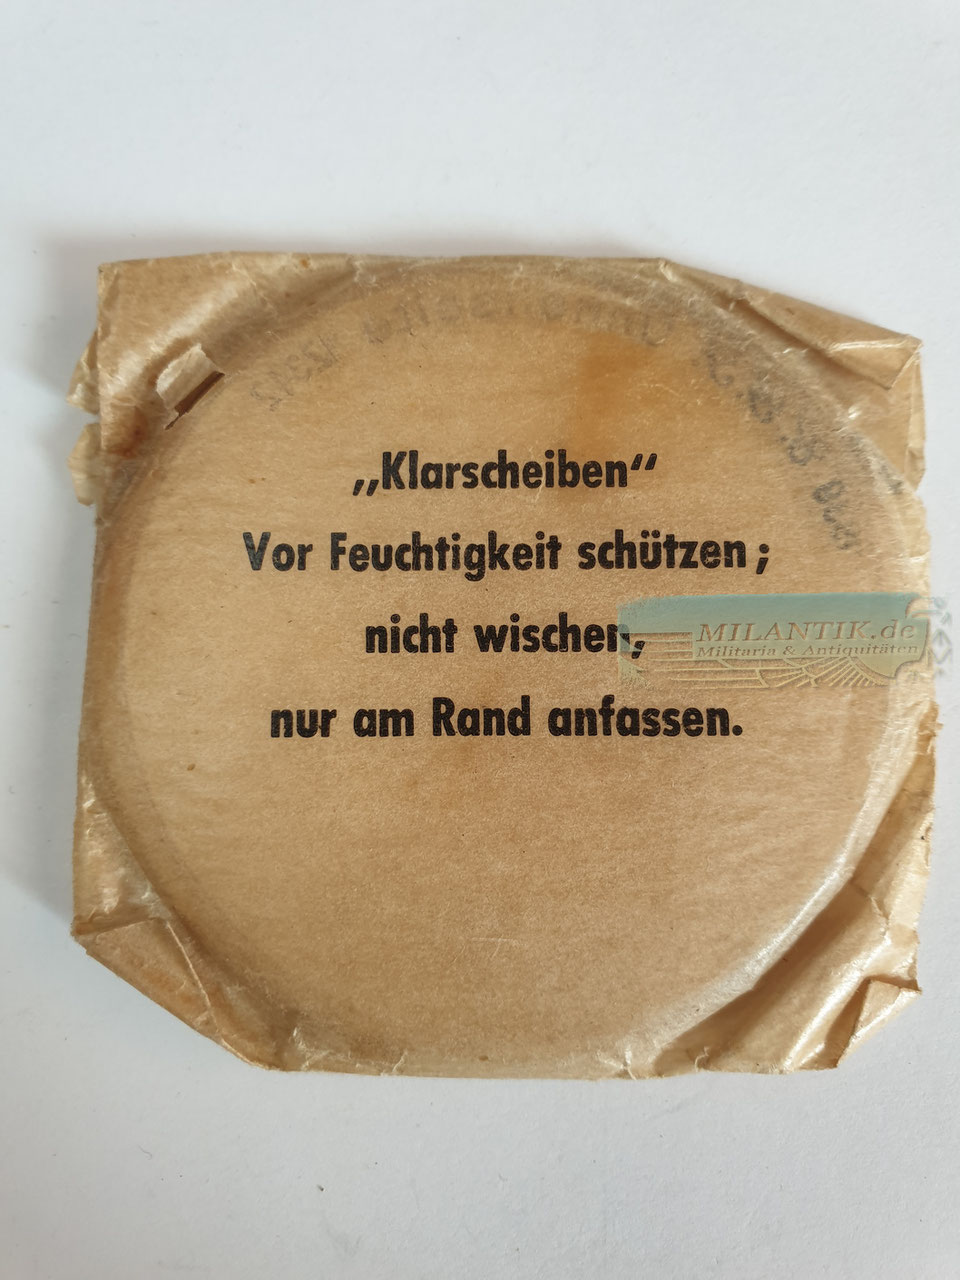 „Klarscheiben“
Vor Feuchtigkeit schützen;
nicht wischen,
nur am Rand anfassen.
MILANTIK.de
Militaria & Antiquitäten